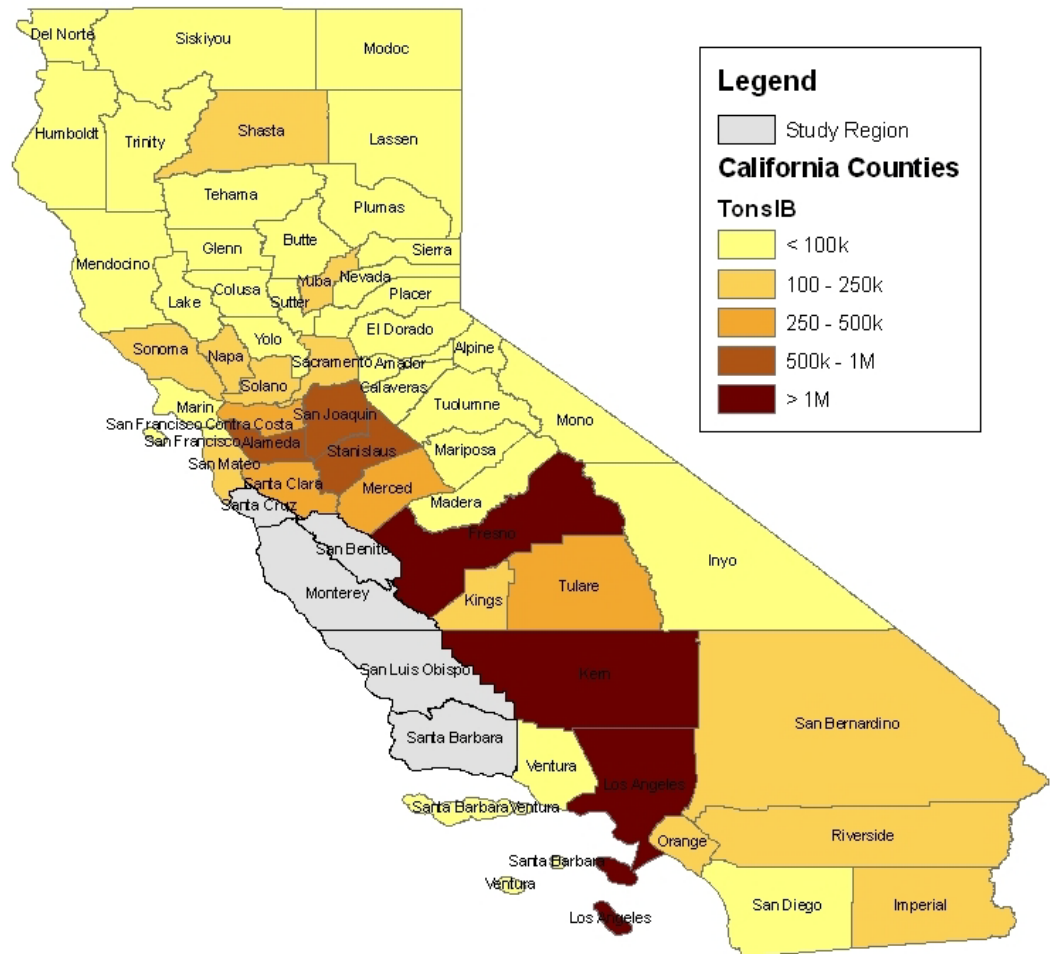 Del Norte
Siskiyou
Modoc
Humboldt
Trinity
Shasta
Lassen
Tehama
Plumas
Glenn
Butte
Sierra
Mendocino
Lake
Colusa
Sutter
Yuba
Nevada
Placer
Yolo
El Dorado
Sonoma
Napa
Solano
Sacramento
Amador
Alpine
Calaveras
Marin
San Francisco
Contra Costa
San Francisco
Alameda
San Joaquin
Tuolumne
Mono
San Mateo
Santa Clara
Stanislaus
Mariposa
Santa Cruz
Merced
Madera
San Benito
Fresno
Inyo
Monterey
Kings
Tulare
San Luis Obispo
Kern
San Bernardino
Santa Barbara
Ventura
Los Angeles
Santa Barbara
Ventura
Orange
Riverside
Santa Barbara
Ventura
Los Angeles
San Diego
Imperial
Legend
Study Region
California Counties
TonsIB
< 100k
100 - 250k
250 - 500k
500k - 1M
> 1M